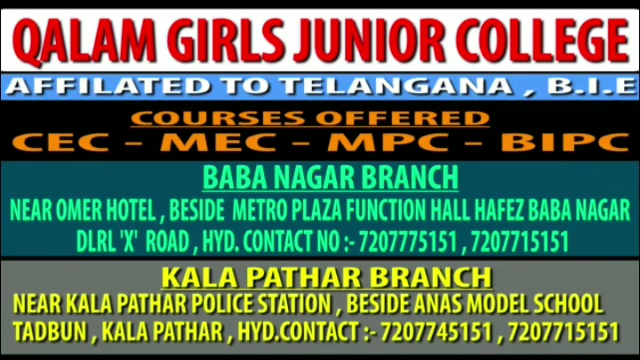 QALAM GIRLS JUNIOR COLLEGE
AFFILATED TO TELANGANA , B.I.E
COURSES OFFERED
CEC - MEC - MPC - BIPC
BABA NAGAR BRANCH
NEAR OMER HOTEL , BESIDE METRO PLAZA FUNCTION HALL HAFEZ BABA NAGAR
DLRL 'X' ROAD , HYD. CONTACT NO :- 7207775151 , 7207715151
KALA PATHAR BRANCH
NEAR KALA PATHAR POLICE STATION , BESIDE ANAS MODEL SCHOOL
TADBUN , KALA PATHAR , HYD.CONTACT :- 7207745151 , 7207715151